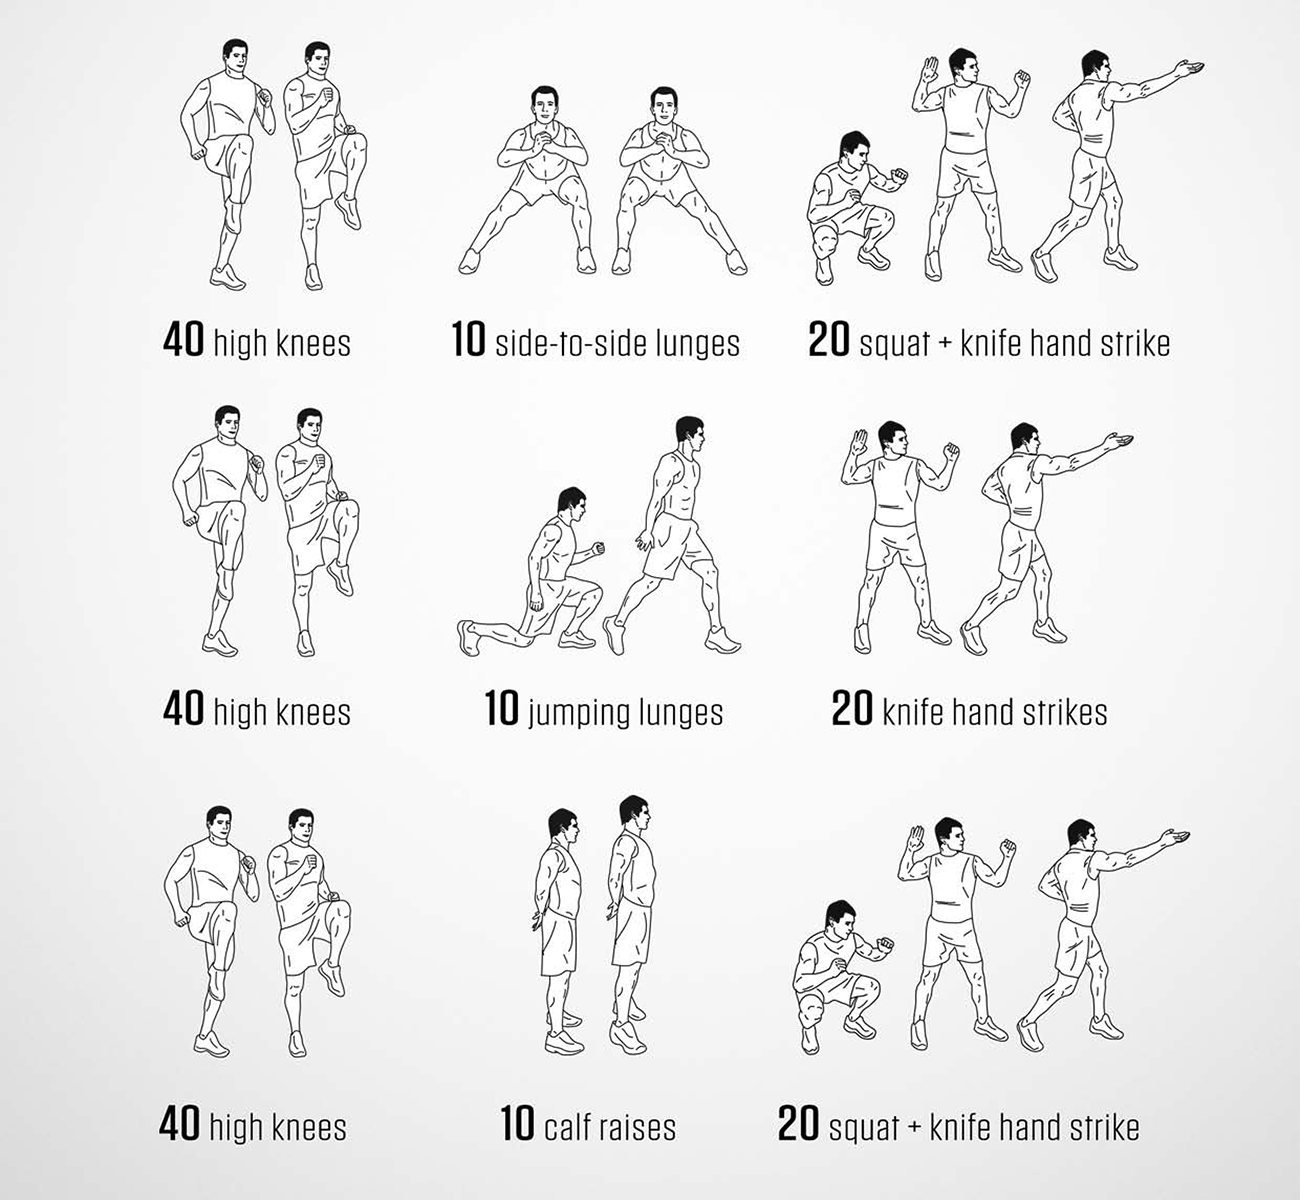 40 high knees
10 side-to-side lunges
20 squat + knife hand strike
40 high knees
10 jumping lunges
20 knife hand strikes
40 high knees
10 calf raises
20 squat + knife hand strike